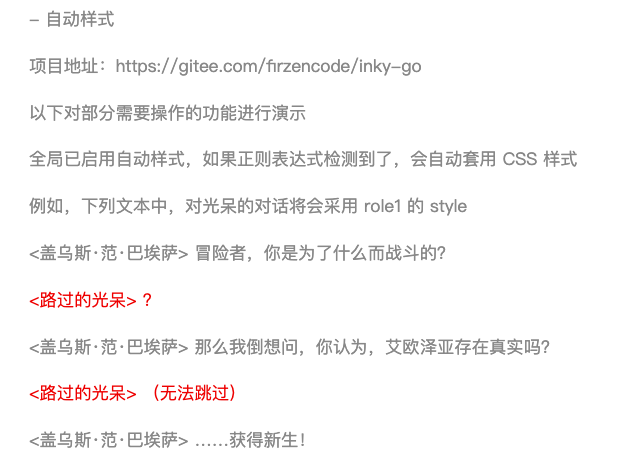 - 自动样式
项目地址：https://gitee.com/firzencode/inky-go
以下对部分需要操作的功能进行演示
全局已启用自动样式，如果正则表达式检测到了，会自动套用 CSS 样式
例如，下列文本中，对光呆的对话将会采用 role1 的 style
<盖乌斯·范·巴埃萨> 冒险者，你是为了什么而战斗的？
<路过的光呆> ？
<盖乌斯·范·巴埃萨> 那么我倒想问，你认为，艾欧泽亚存在真实吗？
<路过的光呆> （无法跳过）
<盖乌斯·范·巴埃萨> ……获得新生！